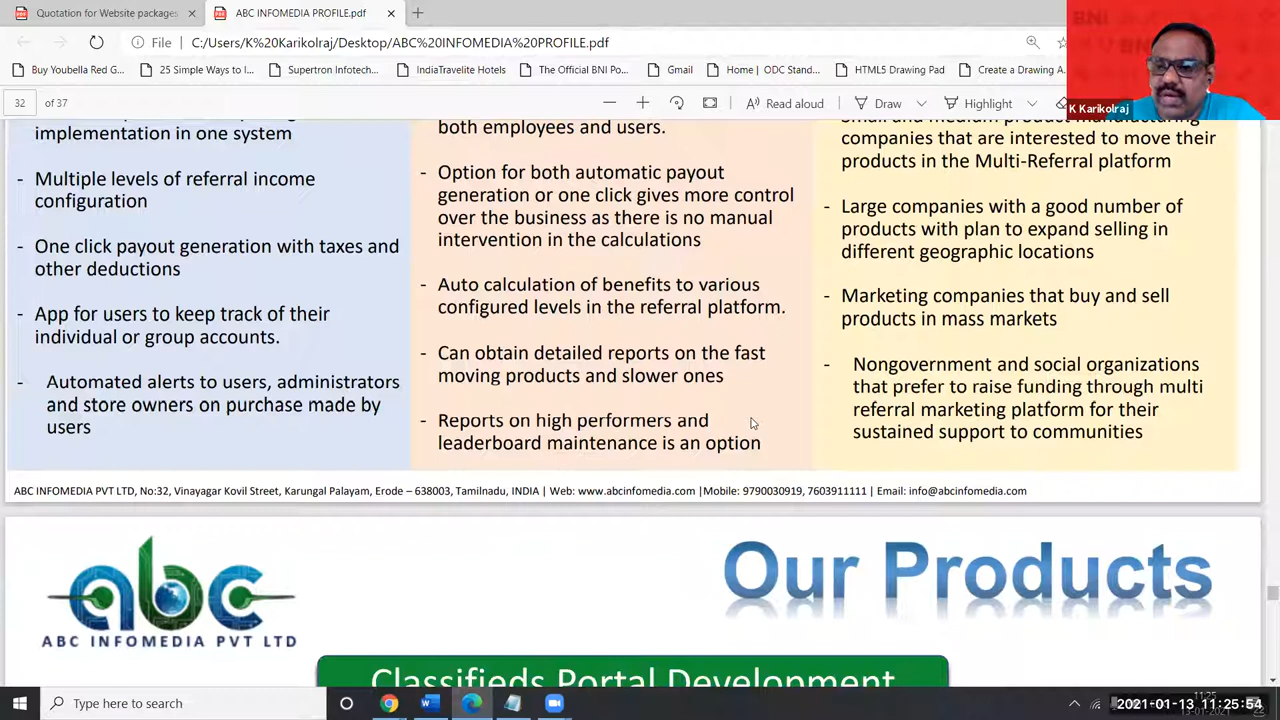 Quotation for Website packages
ABC INFOMEDIA PROFILE.pdf
File
C:/Users/K%20Karikolraj/Desktop/ABC%20INFOMEDIA%20PROFILE.pdf
Buy Youbella Red G...
25 Simple Ways to I...
Supertron Infotech...
IndiaTravelite Hotels
The Official BNI Po...
Gmail
Home | ODC Stand...
HTML5 Drawing Pad
Create a Drawing A...
K Karikolraj
32 of 37
Read aloud
Draw
Highlight
implementation in one system
- Multiple levels of referral income
configuration
- One click payout generation with taxes and
other deductions
- App for users to keep track of their
individual or group accounts.
- Automated alerts to users, administrators
and store owners on purchase made by
users
both employees and users.
- Option for both automatic payout
generation or one click gives more control
over the business as there is no manual
intervention in the calculations
- Auto calculation of benefits to various
configured levels in the referral platform.
- Can obtain detailed reports on the fast
moving products and slower ones
- Reports on high performers and
leaderboard maintenance is an option
Small and medium product manufacturing
companies that are interested to move their
products in the Multi-Referral platform
- Large companies with a good number of
products with plan to expand selling in
different geographic locations
- Marketing companies that buy and sell
products in mass markets
- Nongovernment and social organizations
that prefer to raise funding through multi
referral marketing platform for their
sustained support to communities
ABC INFOMEDIA PVT LTD, No:32, Vinayagar Kovil Street, Karungal Palayam, Erode – 638003, Tamilnadu, INDIA | Web: www.abcinfomedia.com |Mobile: 9790030919, 7603911111 | Email: info@abcinfomedia.com
abc
ABC INFOMEDIA PVT LTD
Our Products
Classifieds Portal Development
Type here to search
2021-01-13 11:25:54